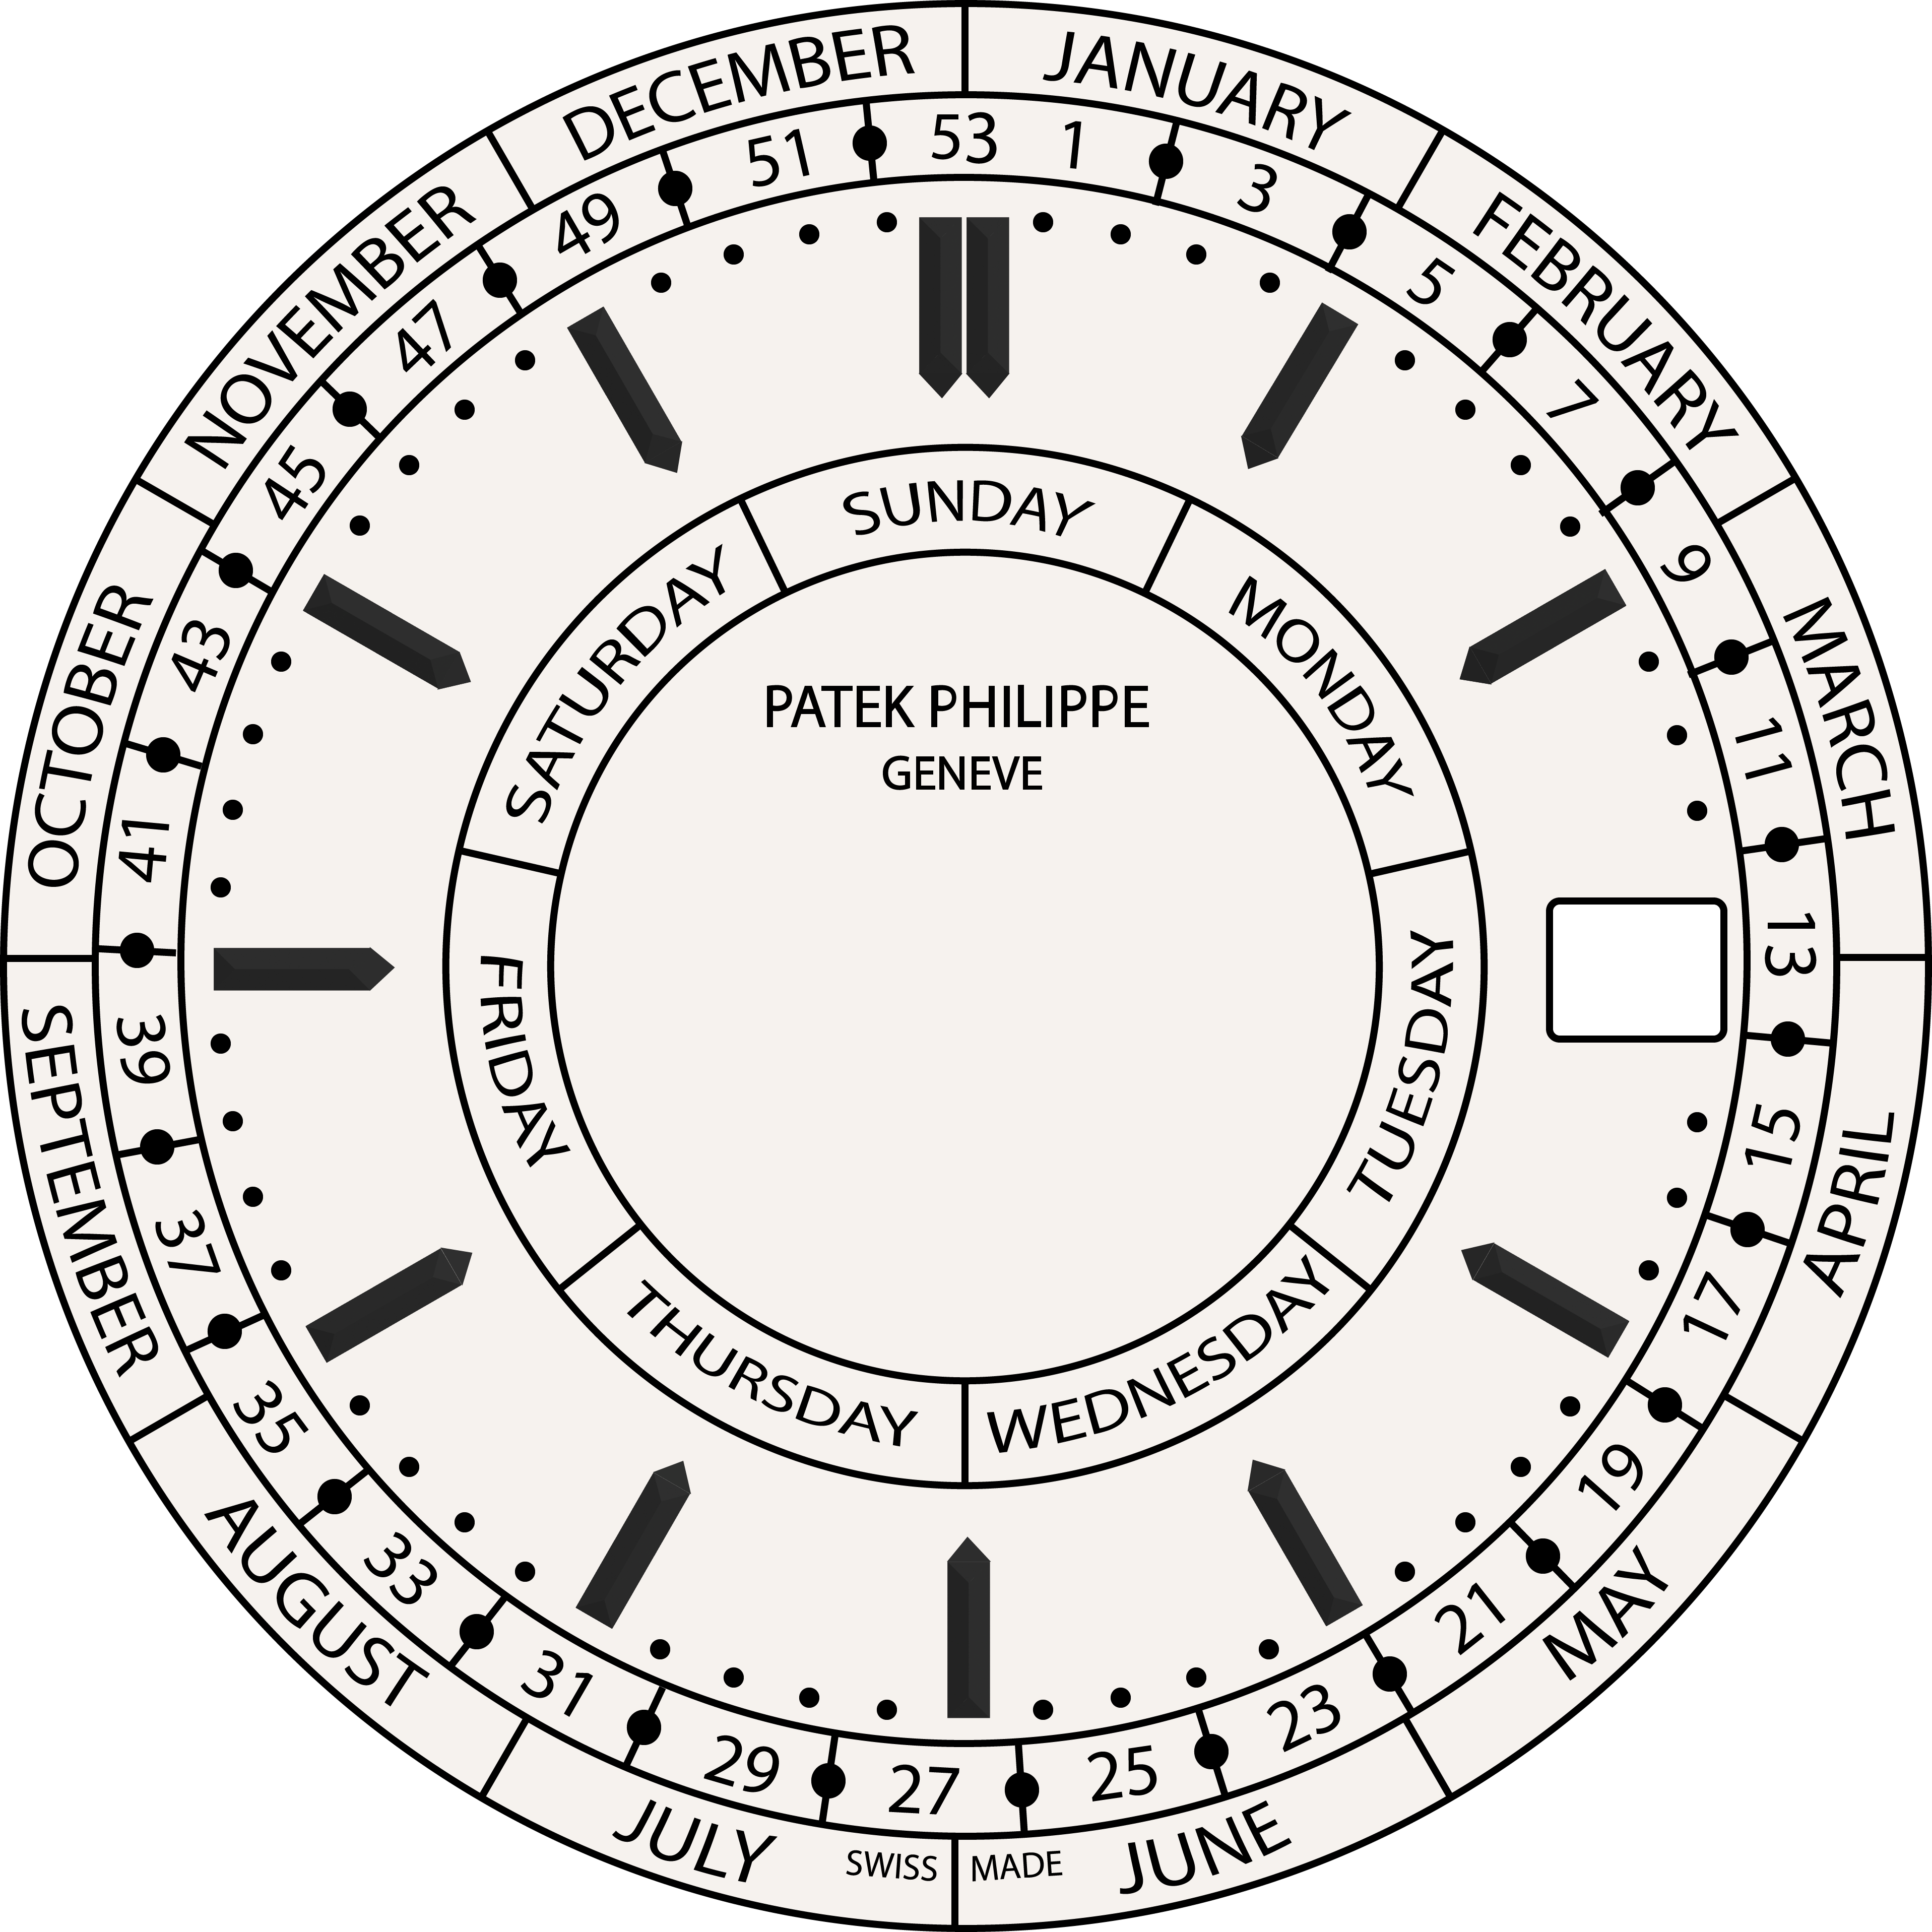 JANUARY
FEBRUARY
MARCH
APRIL
MAY
JUNE
JULY
AUGUST
SEPTEMBER
OCTOBER
NOVEMBER
DECEMBER
1
3
5
7
9
11
13
15
17
19
21
23
25
27
29
31
33
35
37
39
41
43
45
47
49
51
53
SUNDAY
MONDAY
TUESDAY
WEDNESDAY
THURSDAY
FRIDAY
SATURDAY
PATEK PHILIPPE
GENEVE
SWISS MADE